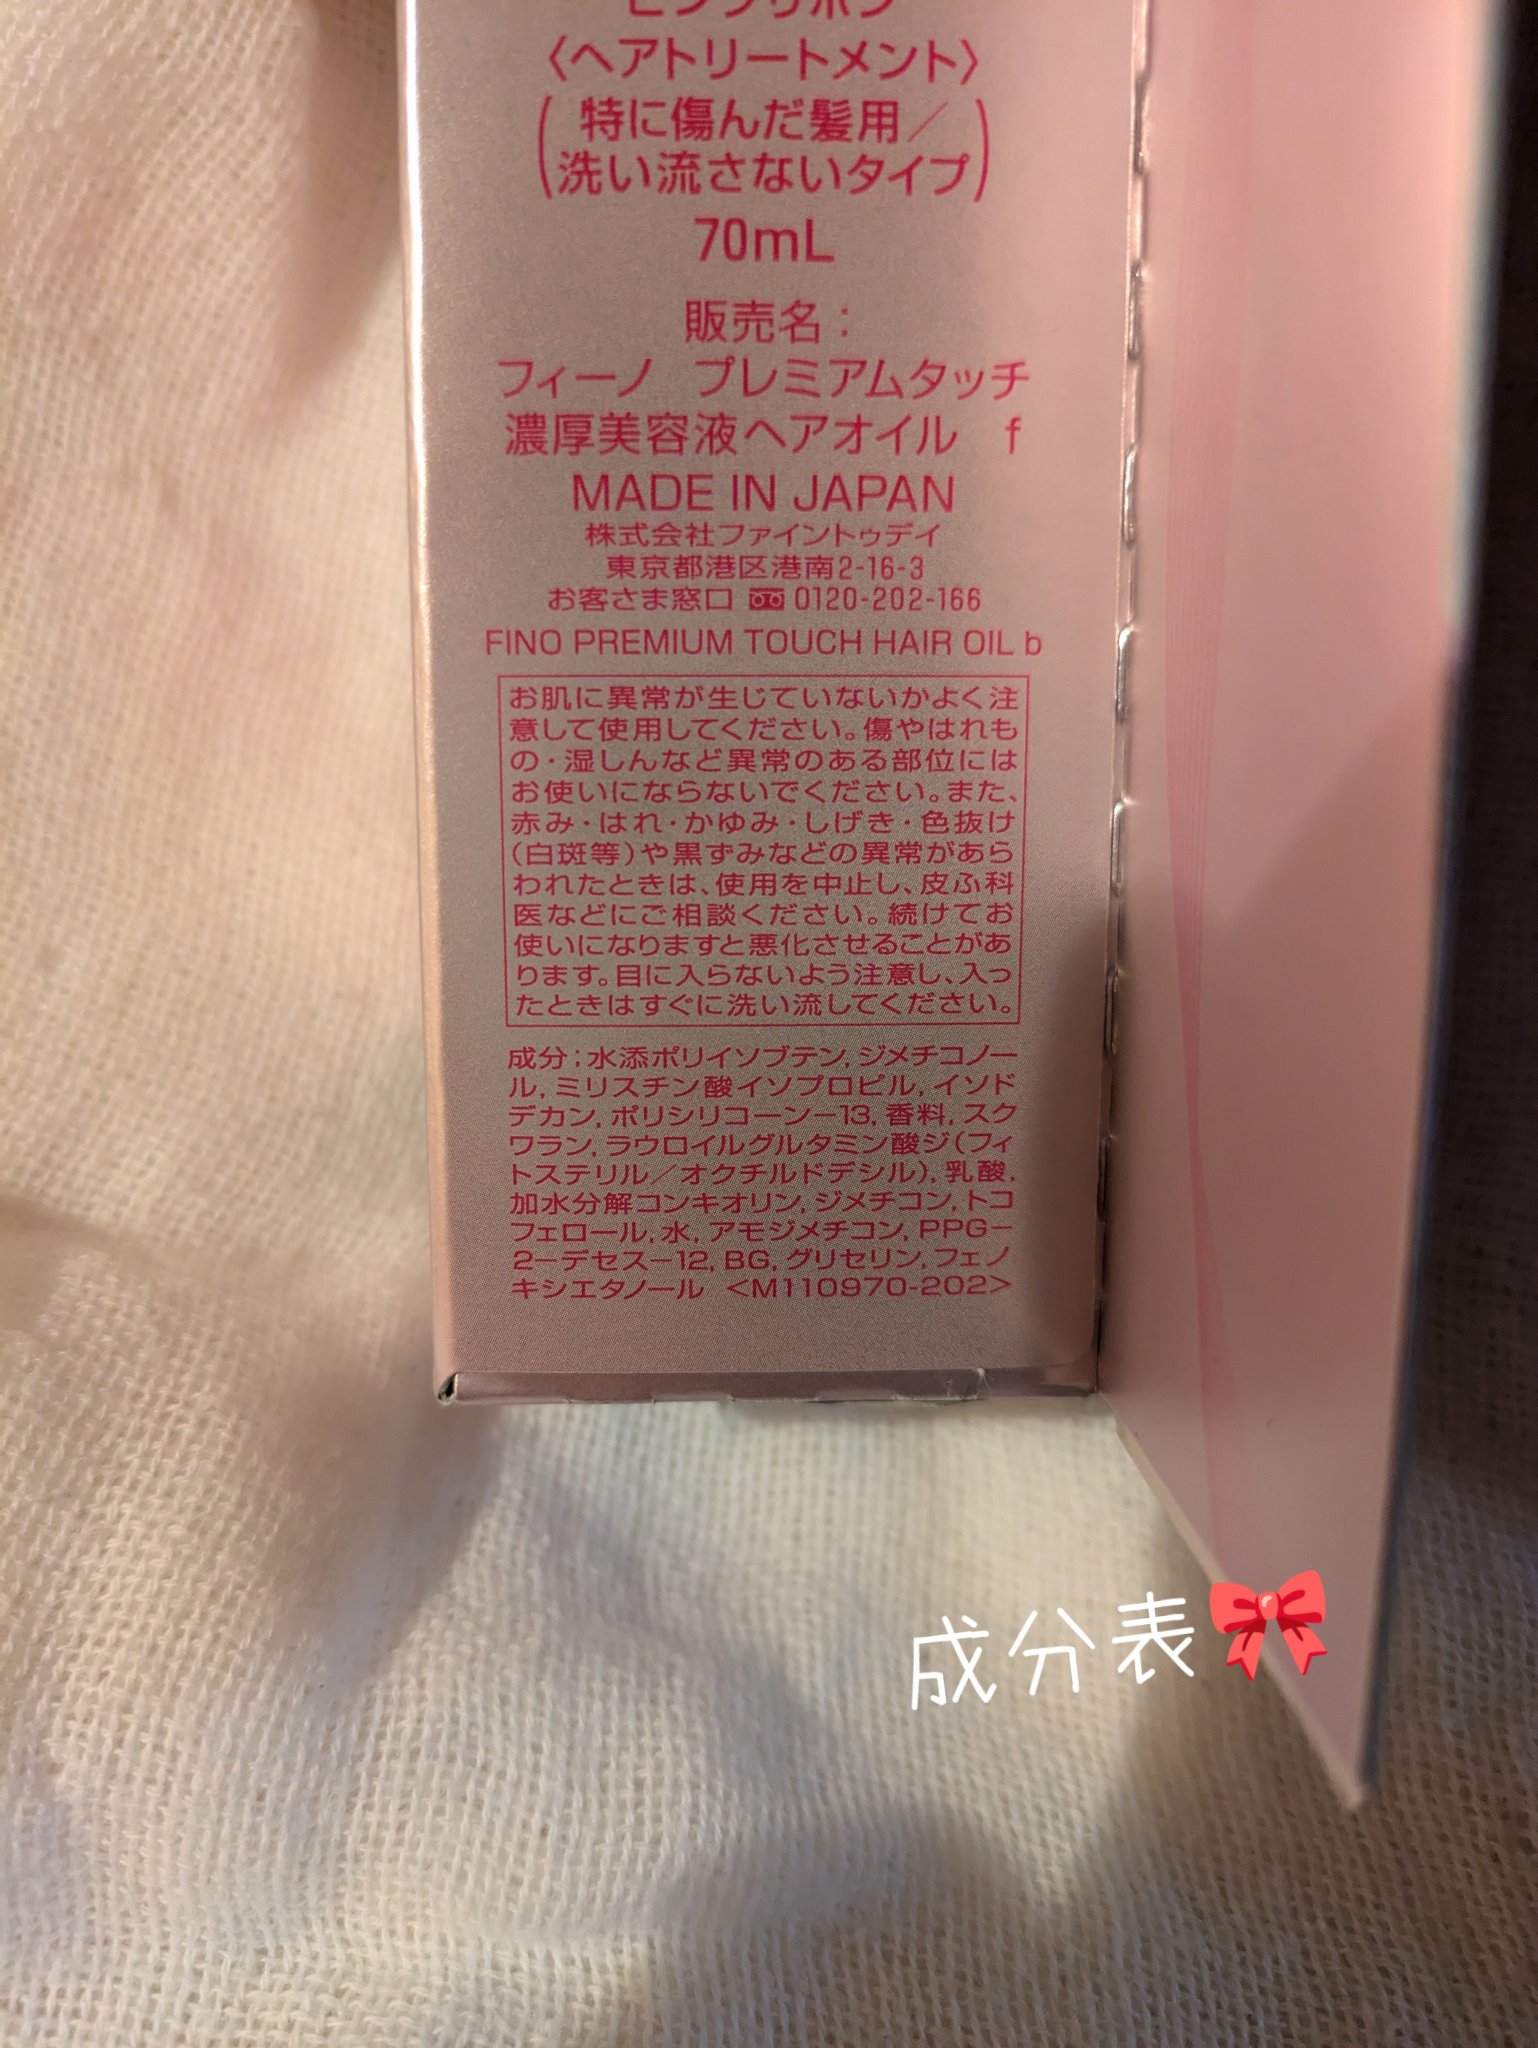 ピンクリボン
〈ヘアトリートメント〉
(特に傷んだ髪用／
洗い流さないタイプ)
70mL
販売名：
フィーノ　プレミアムタッチ
濃厚美容液ヘアオイル　f
MADE IN JAPAN
株式会社ファイントゥデイ
東京都港区港南2-16-3
お客さま窓口 0120-202-166
FINO PREMIUM TOUCH HAIR OIL b
お肌に異常が生じていないかよく注
意して使用してください。傷やはれも
の・湿しんなど異常のある部位には
お使いにならないでください。また、
赤み・はれ・かゆみ・しげき・色抜け
(白斑等)や黒ずみなどの異常があら
われたときは、使用を中止し、皮ふ科
医などにご相談ください。続けてお
使いになりますと悪化させることがあ
ります。目に入らないよう注意し、入っ
たときはすぐに洗い流してください。
成分：水添ポリイソブテン, ジメチコノー
ル, ミリスチン酸イソプロピル, イソド
デカン, ポリシリコーン－13, 香料, スク
ワラン, ラウロイルグルタミン酸ジ(フィ
トステリル／オクチルドデシル), 乳酸,
加水分解コンキオリン, ジメチコン, トコ
フェロール, 水, アモジメチコン, PPG－
2－デセス－12, BG, グリセリン, フェノ
キシエタノール　<M110970-202>
成分表🎀